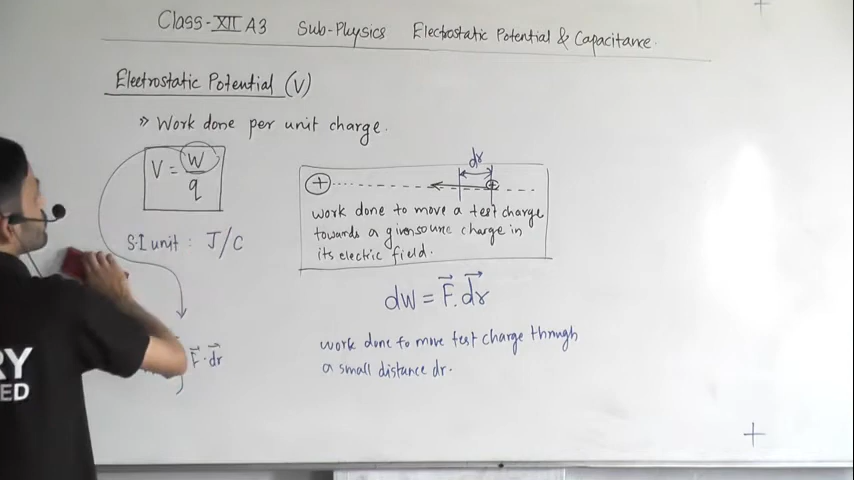 Class-XII A3 Sub-Physics Electrostatic Potential & Capacitance.
Electrostatic Potential (V)
» Work done per unit charge.
V = W/q
dr
+ +
work done to move a test charge
towards a given source charge in
its electric field.
S.I unit : J/C
dW = F⃗.dr⃗
work done to move test charge through
a small distance dr.
F⃗.dr⃗
RY
ED